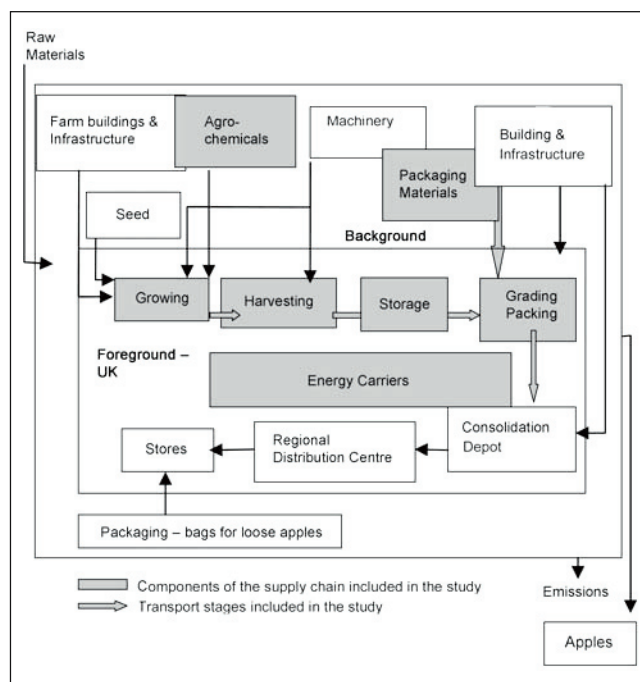 Raw
Materials
Farm buildings &
Infrastructure
Agro-
chemicals
Machinery
Building &
Infrastructure
Packaging
Materials
Seed
Background
Growing
Harvesting
Storage
Grading
Packing
Foreground –
UK
Energy Carriers
Stores
Regional
Distribution Centre
Consolidation
Depot
Packaging – bags for loose apples
Components of the supply chain included in the study
Transport stages included in the study
Emissions
Apples